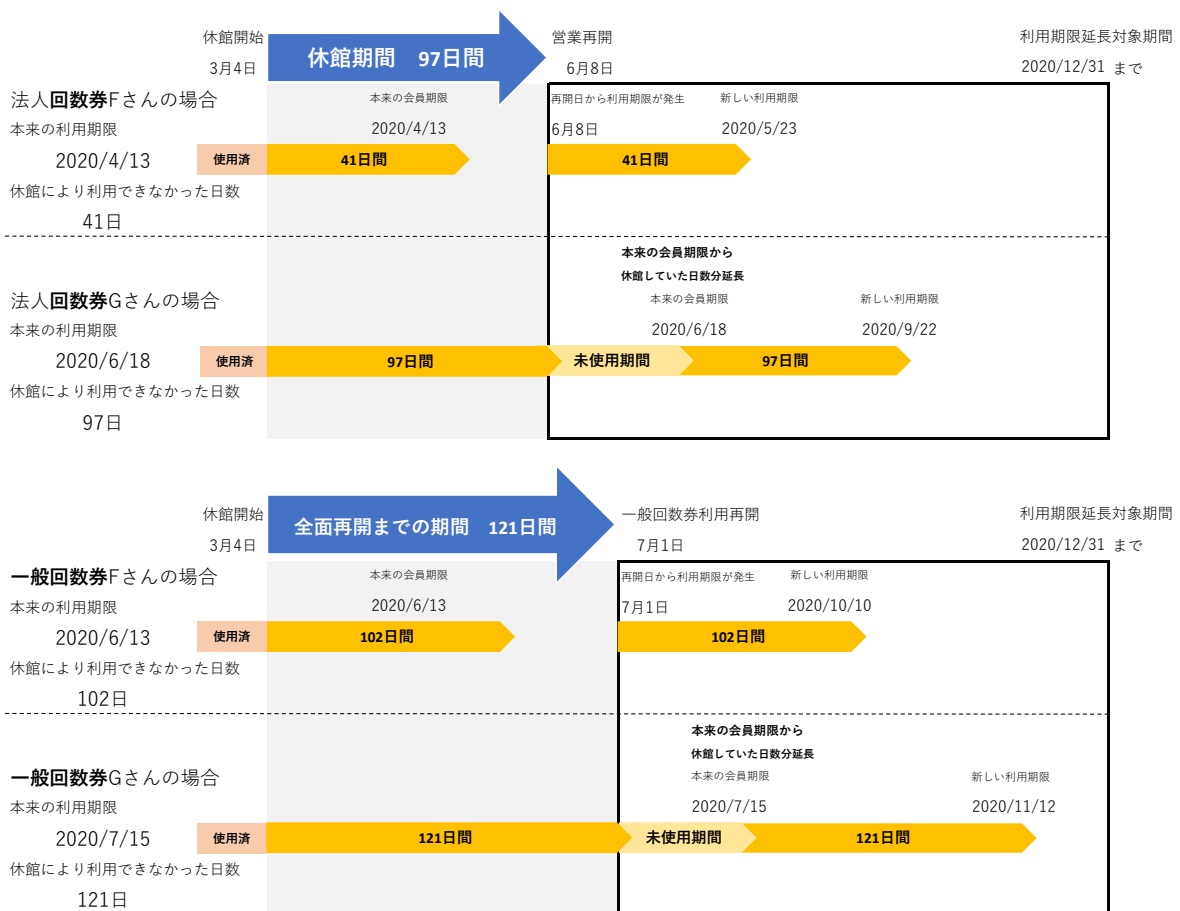 休館開始
3月4日
休館期間　97日間
営業再開
6月8日
利用期限延長対象期間
2020/12/31 まで
法人回数券Fさんの場合
本来の利用期限
2020/4/13
休館により利用できなかった日数
41日
使用済
本来の会員期限
2020/4/13
41日間
再開日から利用期限が発生
6月8日
新しい利用期限
2020/5/23
41日間
法人回数券Gさんの場合
本来の利用期限
2020/6/18
休館により利用できなかった日数
97日
使用済
97日間
本来の会員期限から
休館していた日数分延長
本来の会員期限
2020/6/18
新しい利用期限
2020/9/22
未使用期間
97日間
休館開始
3月4日
全面再開までの期間　121日間
一般回数券利用再開
7月1日
利用期限延長対象期間
2020/12/31 まで
一般回数券Fさんの場合
本来の利用期限
2020/6/13
休館により利用できなかった日数
102日
使用済
本来の会員期限
2020/6/13
102日間
再開日から利用期限が発生
7月1日
新しい利用期限
2020/10/10
102日間
一般回数券Gさんの場合
本来の利用期限
2020/7/15
休館により利用できなかった日数
121日
使用済
121日間
本来の会員期限から
休館していた日数分延長
本来の会員期限
2020/7/15
新しい利用期限
2020/11/12
未使用期間
121日間